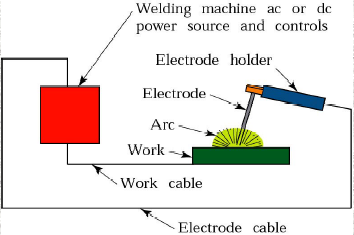 Welding machine ac or dc
power source and controls
Electrode holder
Electrode
Arc
Work
Work cable
Electrode cable